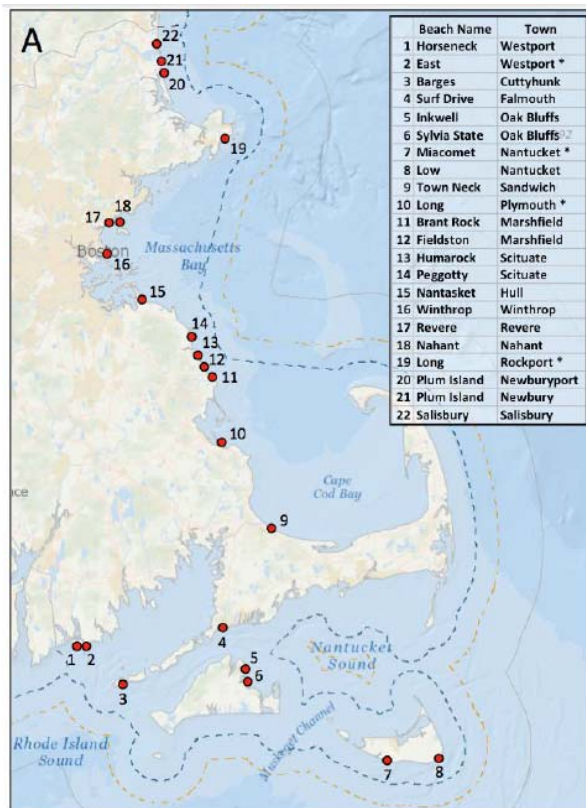 A
Beach Name Town
1 Horseneck Westport
2 East Westport *
3 Barges Cuttyhunk
4 Surf Drive Falmouth
5 Inkwell Oak Bluffs
6 Sylvia State Oak Bluffs
7 Miacomet Nantucket *
8 Low Nantucket
9 Town Neck Sandwich
10 Long Plymouth *
11 Brant Rock Marshfield
12 Fieldston Marshfield
13 Humarock Scituate
14 Peggotty Scituate
15 Nantasket Hull
16 Winthrop Winthrop
17 Revere Revere
18 Nahant Nahant
19 Long Rockport *
20 Plum Island Newburyport
21 Plum Island Newbury
22 Salisbury Salisbury
22
21
20
19
17 18
Boston
Massachusetts
Bay
16
15
14
13
12
11
10
Cape
Cod Bay
nce
9
4
Nantucket
Sound
1 2
5
6
3
Muskeget Channel
Rhode Island
Sound
7
8